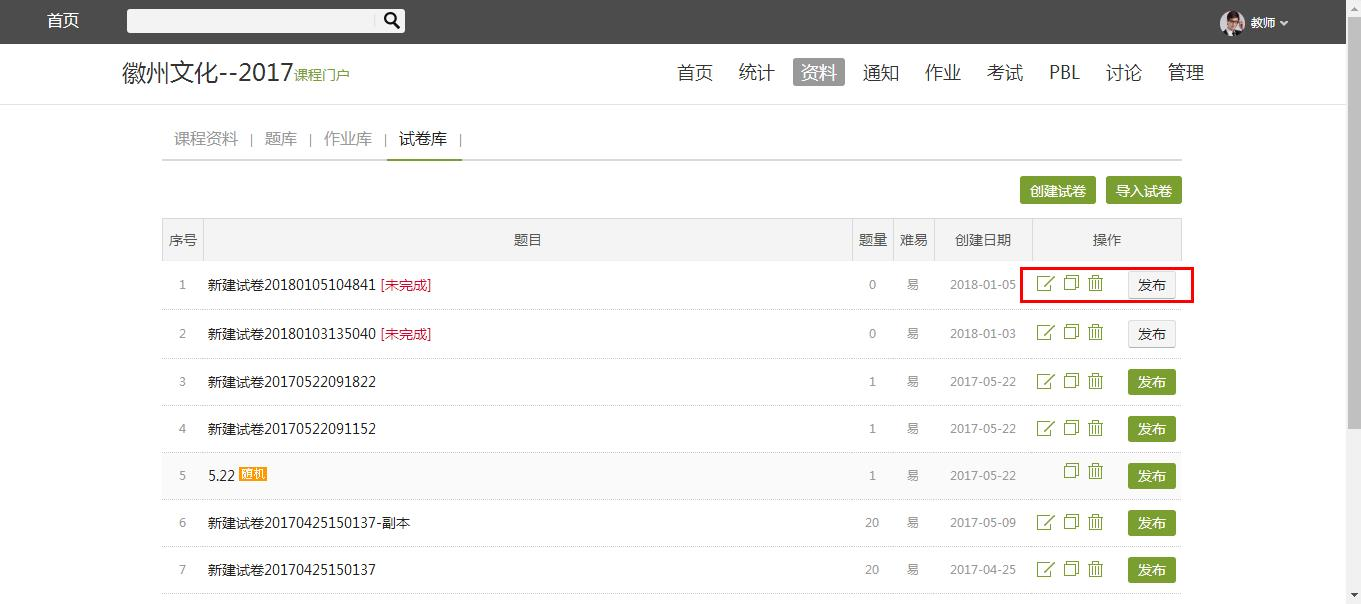 首页
教师
徽州文化--2017课程门户
首页 统计 资料 通知 作业 考试 PBL 讨论 管理
课程资料 | 题库 | 作业库 | 试卷库 |
创建试卷 导入试卷
序号 题目 题量 难易 创建日期 操作
1 新建试卷20180105104841 [未完成] 0 易 2018-01-05 发布
2 新建试卷20180103135040 [未完成] 0 易 2018-01-03 发布
3 新建试卷20170522091822 1 易 2017-05-22 发布
4 新建试卷20170522091152 1 易 2017-05-22 发布
5 5.22 随机 1 易 2017-05-22 发布
6 新建试卷20170425150137-副本 20 易 2017-05-09 发布
7 新建试卷20170425150137 20 易 2017-04-25 发布